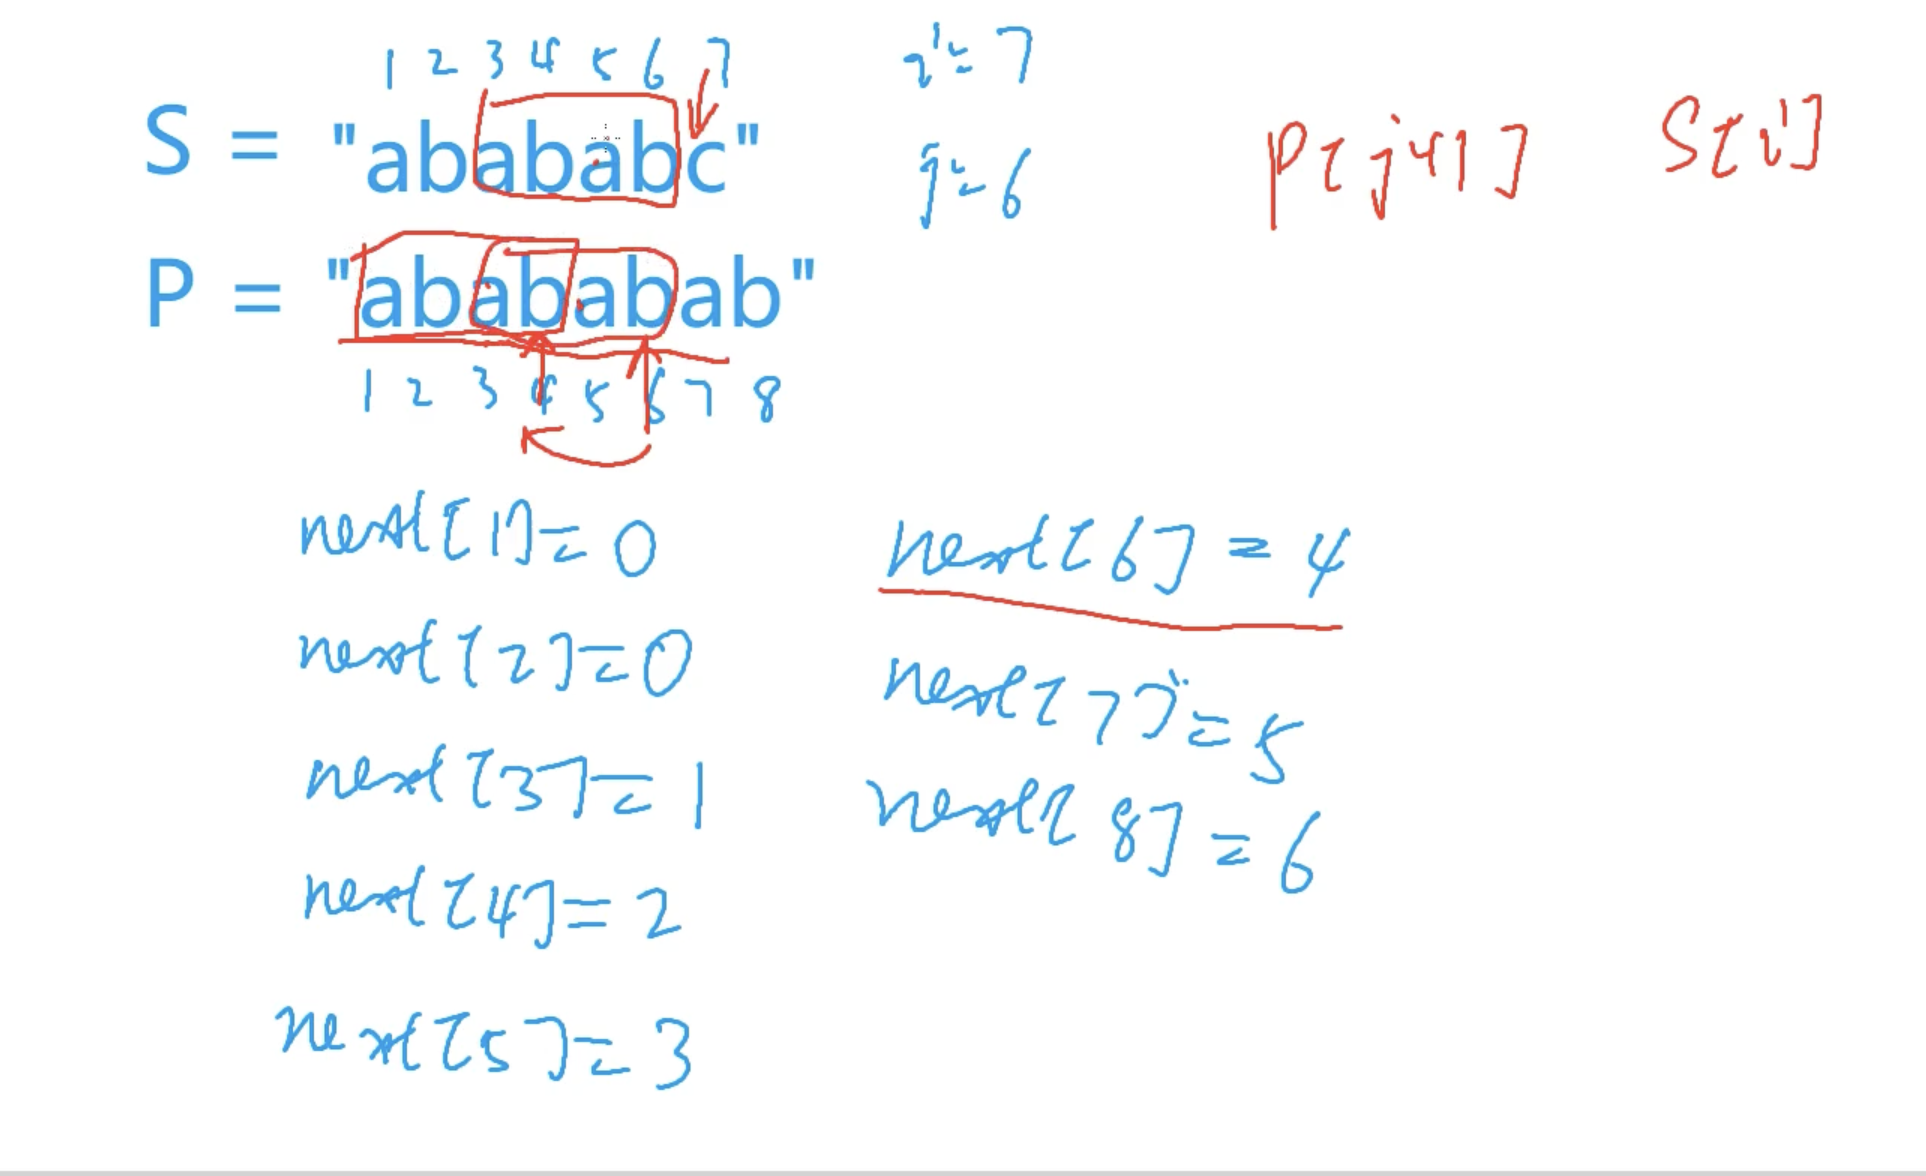 1 2 3 4 5 6 7
i = 7
S = "abababc"
j = 6
P[j+1] S[i]
P = "abababab"
1 2 3 4 5 6 7 8
next[1] = 0
next[2] = 0
next[3] = 1
next[4] = 2
next[5] = 3
next[6] = 4
next[7] = 5
next[8] = 6